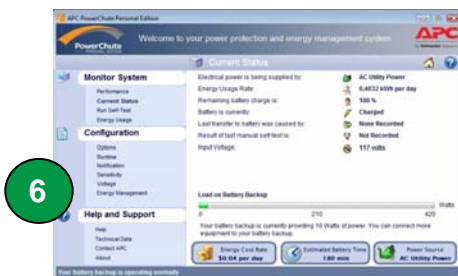 APC PowerChute Personal Edition
PowerChute
Welcome to your power protection and energy management system
APC
Current Status
Monitor System
Performance
Current Status
Run Self-Test
Energy Usage
Configuration
Options
Runtime
Notification
Sensitivity
Voltage
Energy Management
Help and Support
Help
Technical Data
Contact APC
About
Electrical power is being supplied by: AC Utility Power
Energy Usage Rate: 0.4032 kWh per day
Remaining battery charge is: 100 %
Battery is currently: Charged
Last transfer to battery was caused by: None Recorded
Result of last manual self-test is: Not Recorded
Input Voltage: 117 volts
6
Load on Battery Backup
Watts
0 210 420
Your battery backup is currently providing 16 Watts of power. You can connect more
equipment to your battery backup.
Energy Cost Rate
$0.04 per day
Estimated Battery Time
180 min
Power Source
AC Utility Power
Your battery backup is operating normally